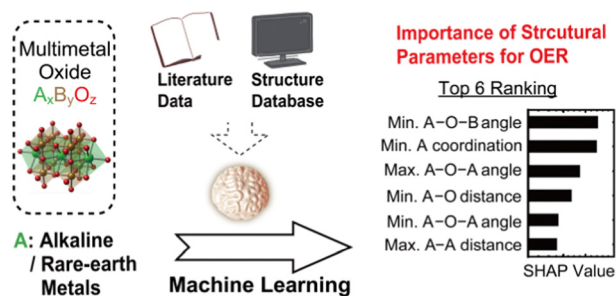 Multimetal
Oxide
AxByOz
A: Alkaline
/ Rare-earth
Metals
Literature
Data
Structure
Database
Machine Learning
Importance of Strcutural
Parameters for OER
Top 6 Ranking
Min. A−O−B angle
Min. A coordination
Max. A−O−A angle
Min. A−O distance
Min. A−O−A angle
Max. A−A distance
SHAP Value